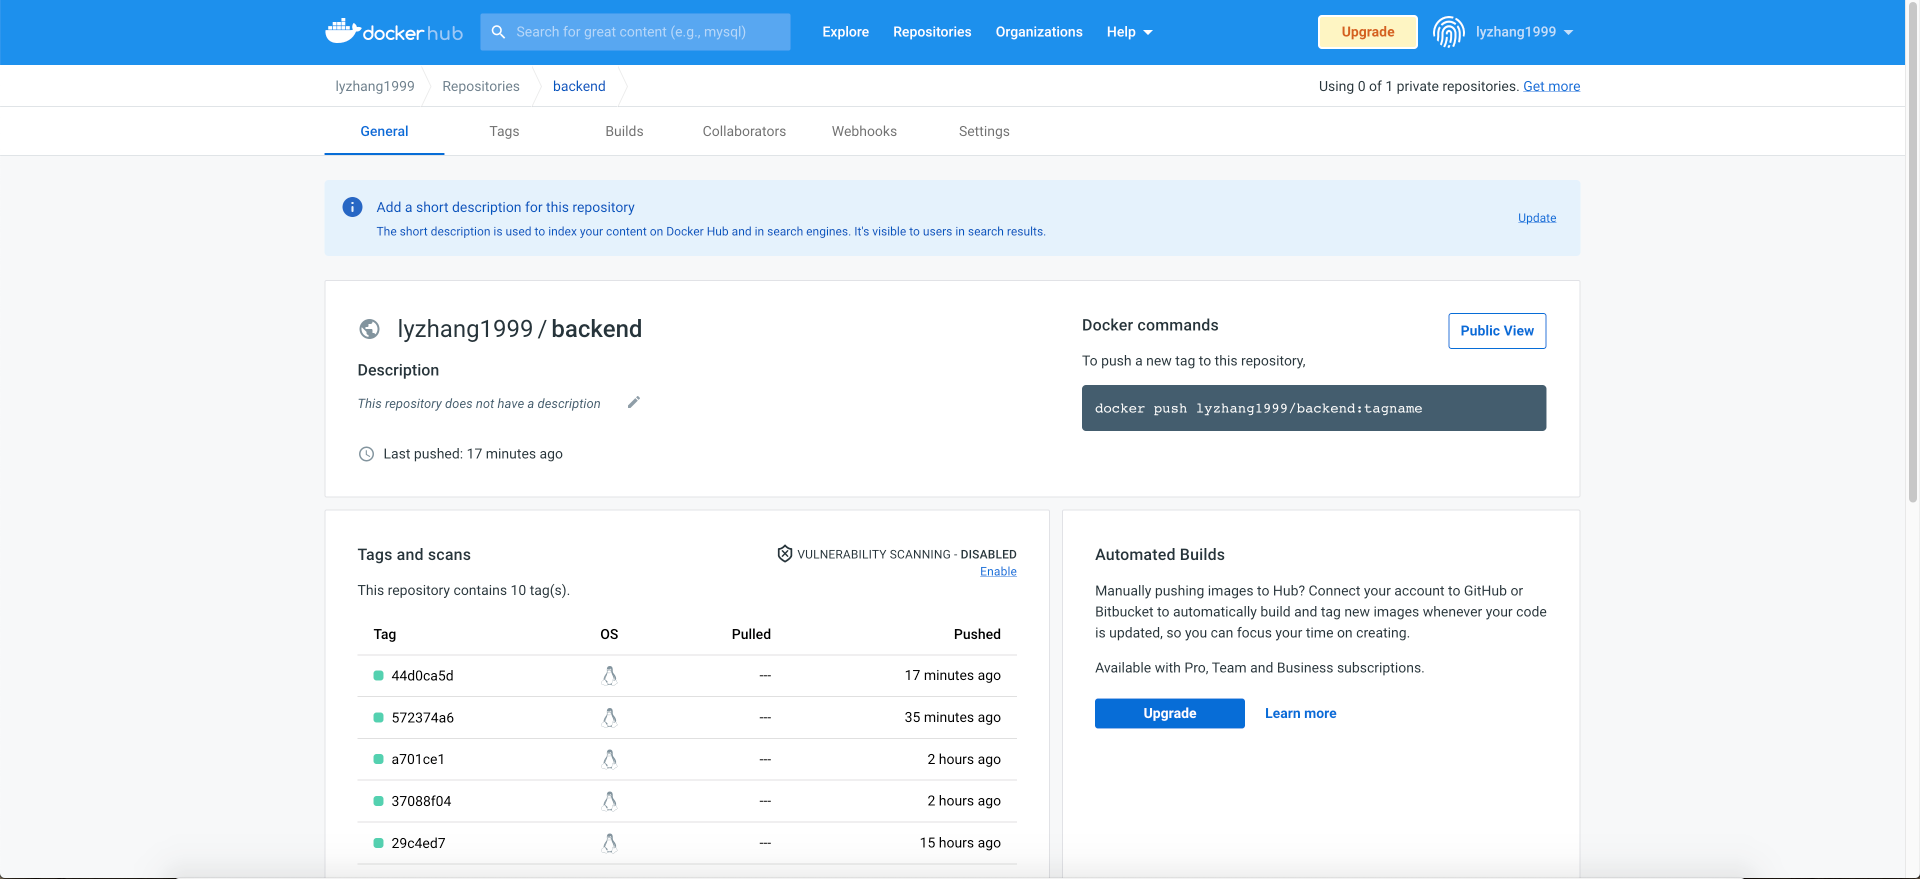 docker hub
Search for great content (e.g., mysql)
Explore
Repositories
Organizations
Help
Upgrade
lyzhang1999
lyzhang1999
Repositories
backend
Using 0 of 1 private repositories. Get more
General
Tags
Builds
Collaborators
Webhooks
Settings
Add a short description for this repository
The short description is used to index your content on Docker Hub and in search engines. It's visible to users in search results.
Update
lyzhang1999 / backend
Description
This repository does not have a description
Last pushed: 17 minutes ago
Docker commands
Public View
To push a new tag to this repository,
docker push lyzhang1999/backend:tagname
Tags and scans
VULNERABILITY SCANNING - DISABLED
Enable
This repository contains 10 tag(s).
Tag OS Pulled Pushed
44d0ca5d --- 17 minutes ago
572374a6 --- 35 minutes ago
a701ce1 --- 2 hours ago
37088f04 --- 2 hours ago
29c4ed7 --- 15 hours ago
Automated Builds
Manually pushing images to Hub? Connect your account to GitHub or
Bitbucket to automatically build and tag new images whenever your code
is updated, so you can focus your time on creating.
Available with Pro, Team and Business subscriptions.
Upgrade
Learn more